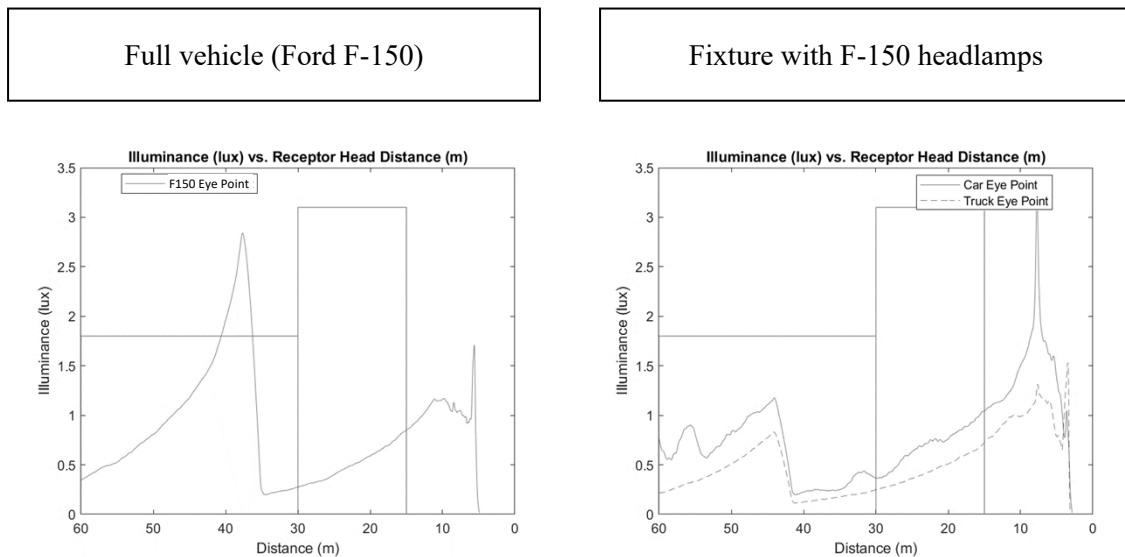 Full vehicle (Ford F-150)
Fixture with F-150 headlamps
Illuminance (lux) vs. Receptor Head Distance (m)
F150 Eye Point
3.5
3
2.5
2
1.5
1
0.5
0
Illuminance (lux)
60
50
40
30
20
10
0
Distance (m)
Illuminance (lux) vs. Receptor Head Distance (m)
Car Eye Point
Truck Eye Point
3.5
3
2.5
2
1.5
1
0.5
0
Illuminance (lux)
60
50
40
30
20
10
0
Distance (m)